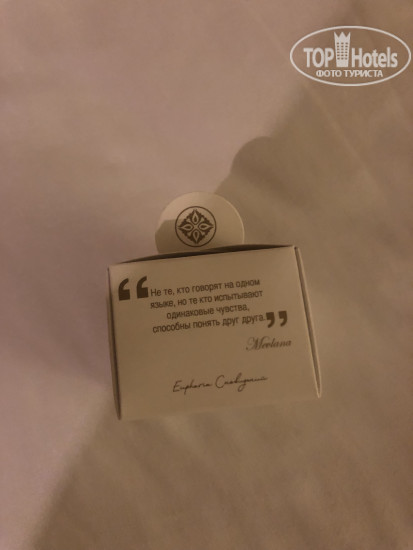 TOP Hotels
ФОТО ТУРИСТА
“ Не те, кто говорят на одном
языке, но те кто испытывают
одинаковые чувства,
способны понять друг друга. ”
Mevlana
Euphoria